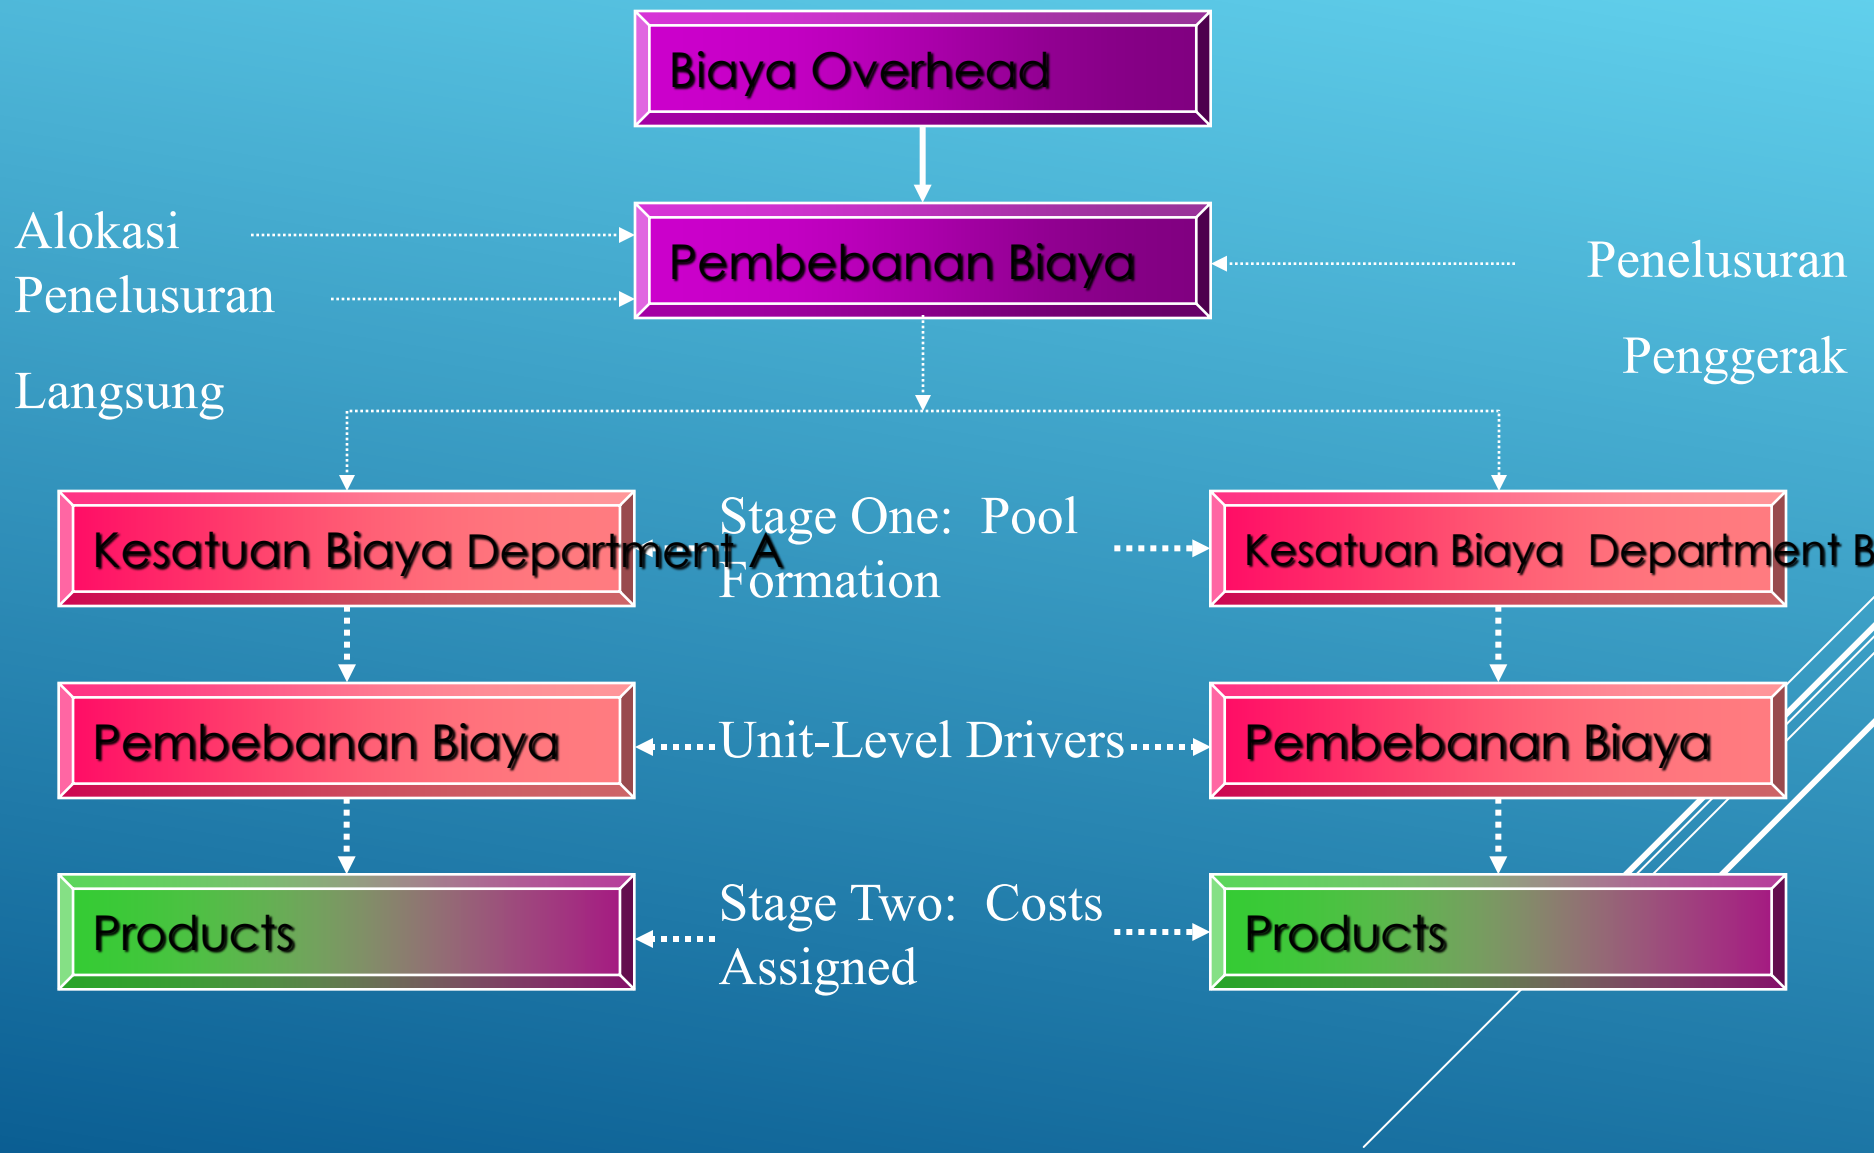 Biaya Overhead
Alokasi
Penelusuran
Langsung
Pembebanan Biaya
Penelusuran
Penggerak
Kesatuan Biaya Department A
Stage One:  Pool
Formation
Kesatuan Biaya  Department B
Pembebanan Biaya
Unit-Level Drivers
Pembebanan Biaya
Products
Stage Two:  Costs
Assigned
Products